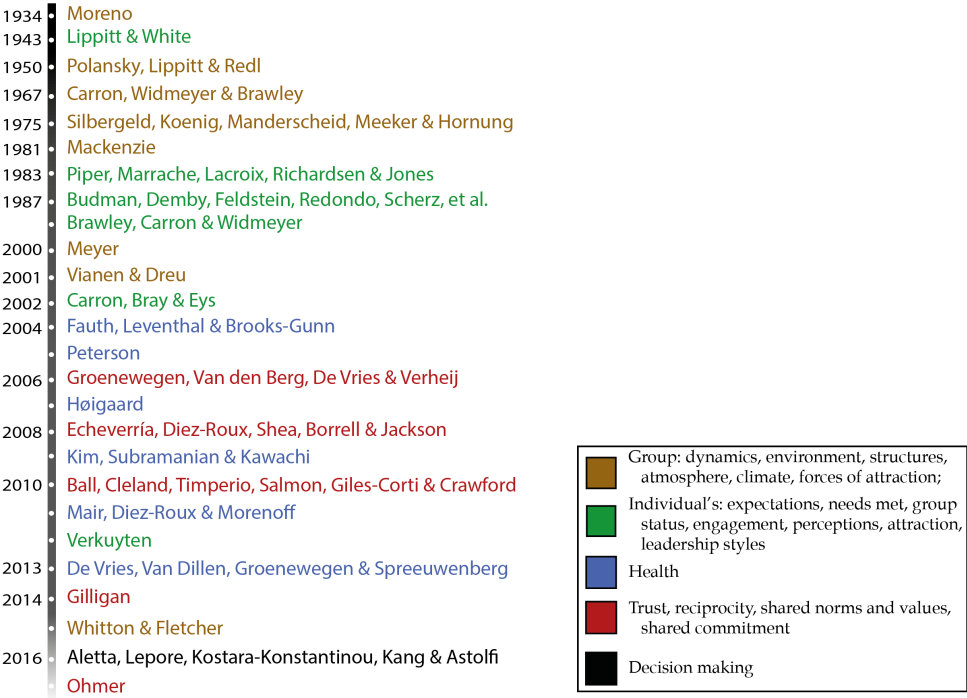 1934 Moreno
1943 Lippitt & White
1950 Polansky, Lippitt & Redl
1967 Carron, Widmeyer & Brawley
1975 Silbergeld, Koenig, Manderscheid, Meeker & Hornung
1981 Mackenzie
1983 Piper, Marrache, Lacroix, Richardsen & Jones
1987 Budman, Demby, Feldstein, Redondo, Scherz, et al.
Brawley, Carron & Widmeyer
2000 Meyer
2001 Vianen & Dreu
2002 Carron, Bray & Eys
2004 Fauth, Leventhal & Brooks-Gunn
Peterson
2006 Groenewegen, Van den Berg, De Vries & Verheij
Høigaard
2008 Echeverría, Diez-Roux, Shea, Borrell & Jackson
Kim, Subramanian & Kawachi
2010 Ball, Cleland, Timperio, Salmon, Giles-Corti & Crawford
Mair, Diez-Roux & Morenoff
Verkuyten
2013 De Vries, Van Dillen, Groenewegen & Spreeuwenberg
2014 Gilligan
Whitton & Fletcher
2016 Aletta, Lepore, Kostara-Konstantinou, Kang & Astolfi
Ohmer
Group: dynamics, environment, structures,
atmosphere, climate, forces of attraction;
Individual's: expectations, needs met, group
status, engagement, perceptions, attraction,
leadership styles
Health
Trust, reciprocity, shared norms and values,
shared commitment
Decision making